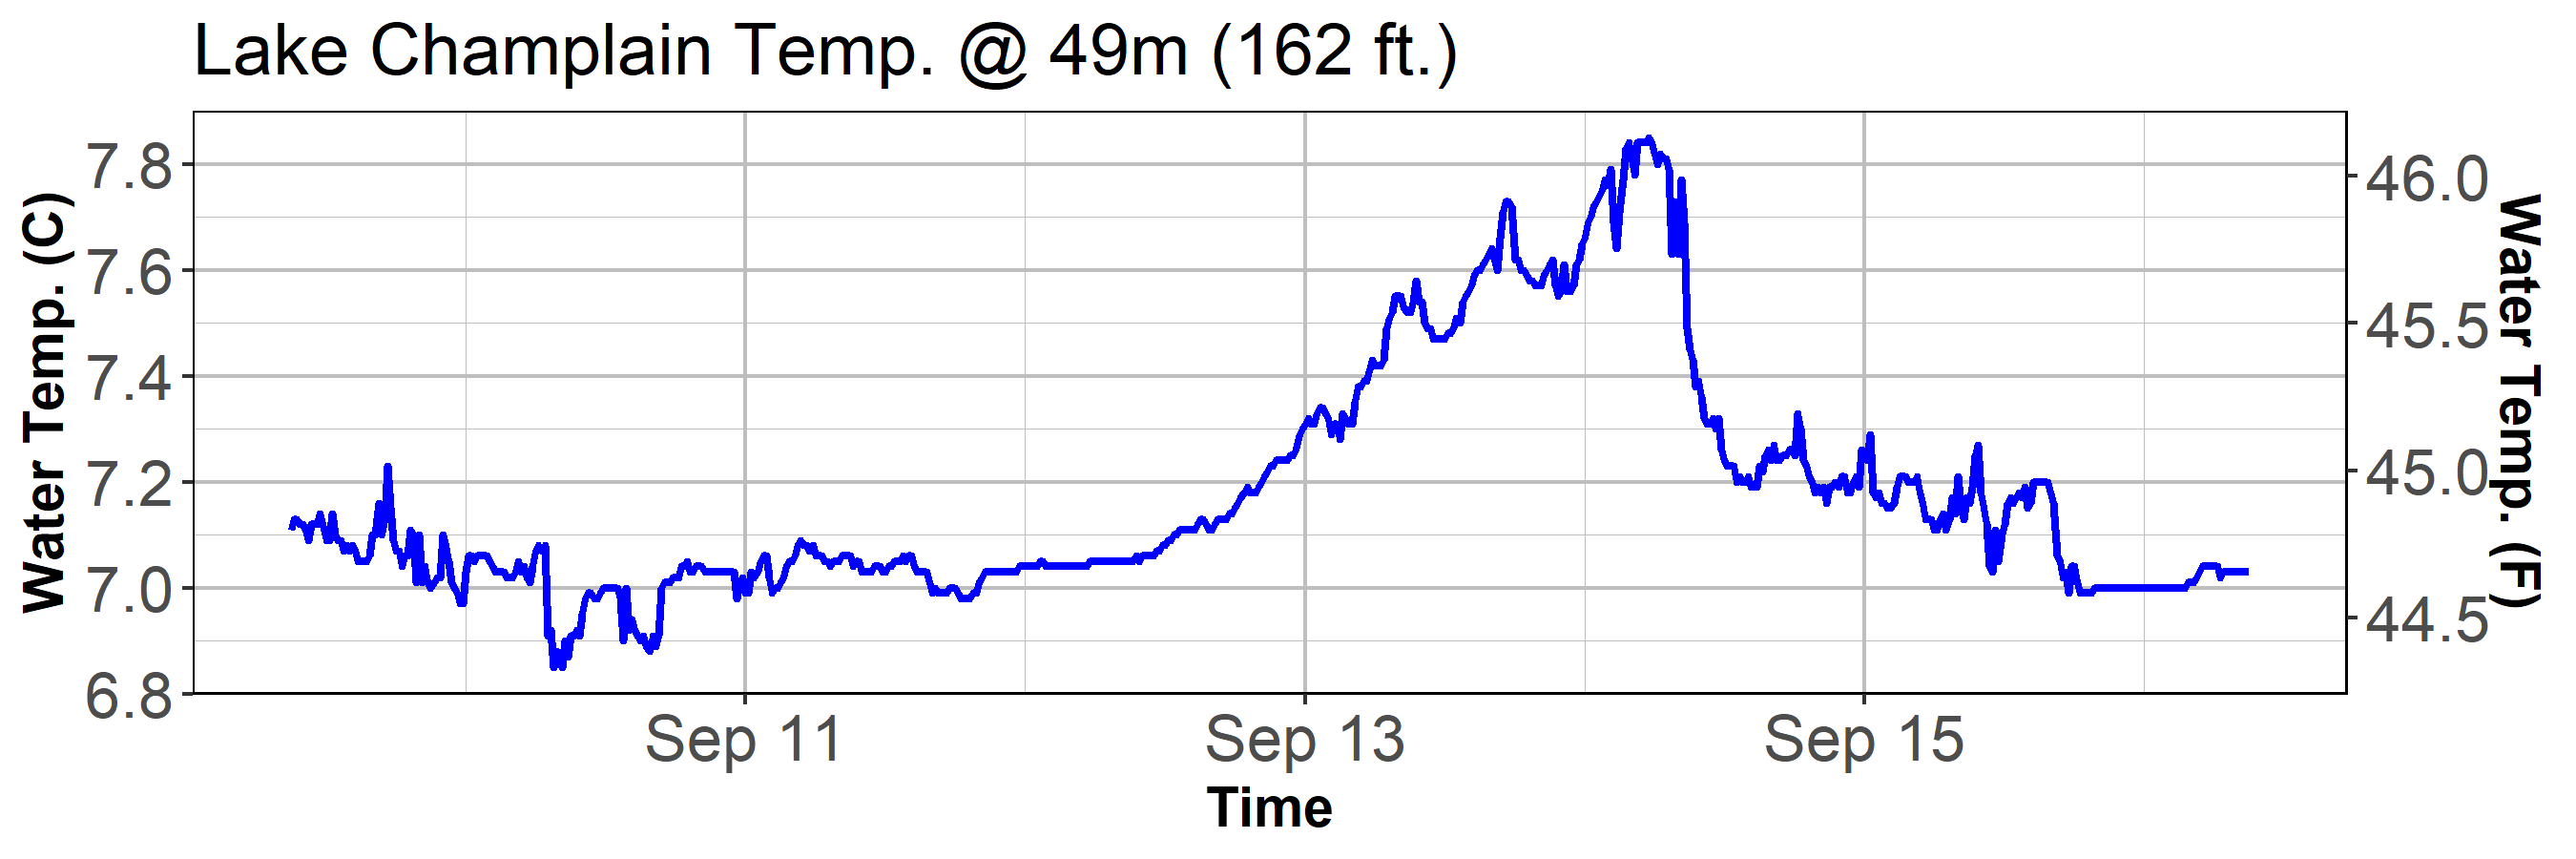 Lake Champlain Temp. @ 49m (162 ft.)
Water Temp. (C)
7.8
7.6
7.4
7.2
7.0
6.8
46.0
45.5
45.0
44.5
Water Temp. (F)
Sep 11 Sep 13 Sep 15
Time